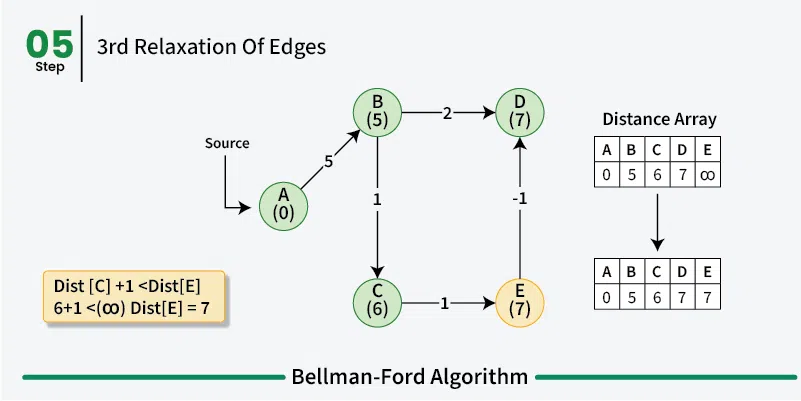 05
Step
3rd Relaxation Of Edges
B
(5)
2
D
(7)
Source
5
1
-1
A
(0)
C
(6)
1
E
(7)
Dist [C] +1 <Dist[E]
6+1 <(∞) Dist[E] = 7
Distance Array
A B C D E
0 5 6 7 ∞
A B C D E
0 5 6 7 7
Bellman-Ford Algorithm